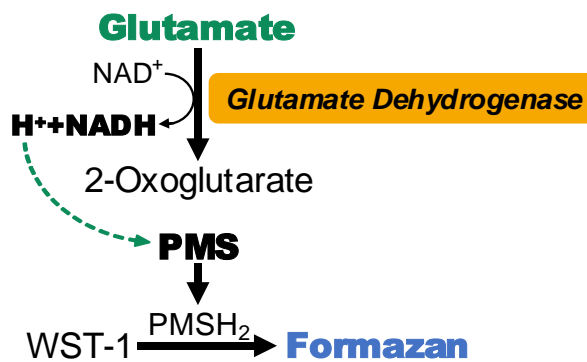 Glutamate
NAD⁺
Glutamate Dehydrogenase
H⁺+NADH
2-Oxoglutarate
PMS
PMSH₂
WST-1
Formazan